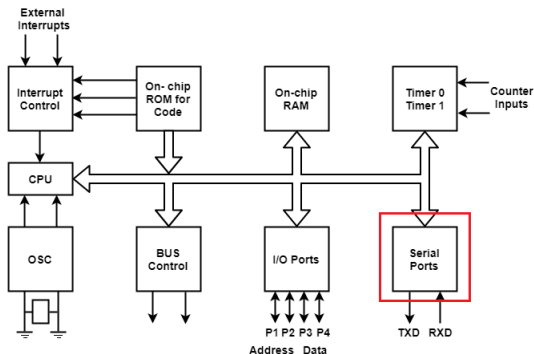 External
Interrupts
Interrupt
Control
On- chip
ROM for
Code
On-chip
RAM
Timer 0
Timer 1
Counter
Inputs
CPU
OSC
BUS
Control
I/O Ports
Serial
Ports
P1 P2 P3 P4
TXD RXD
Address Data